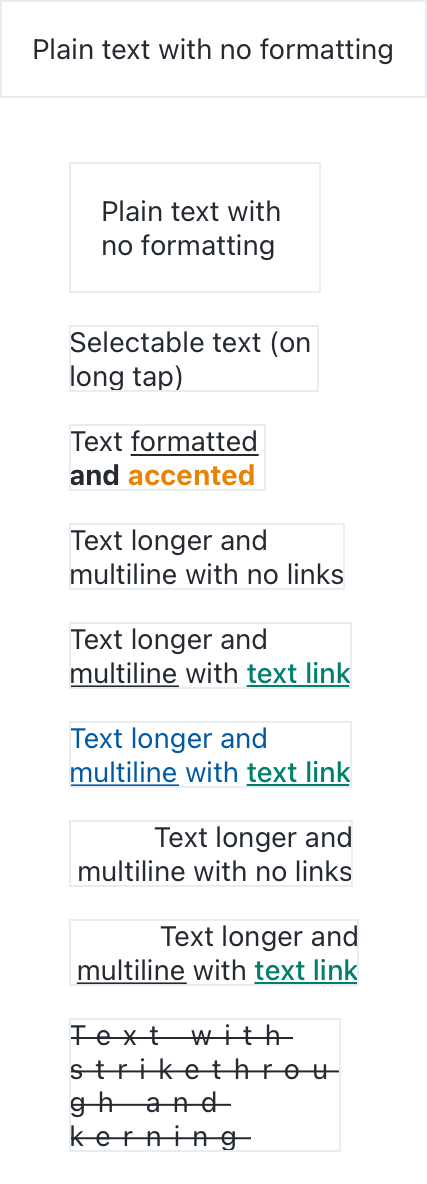 Plain text with no formatting
Plain text with
no formatting
Selectable text (on
long tap)
Text formatted
and accented
Text longer and
multiline with no links
Text longer and
multiline with text link
Text longer and
multiline with text link
Text longer and
multiline with no links
Text longer and
multiline with text link
Text with
strikethrou
gh and
kerning